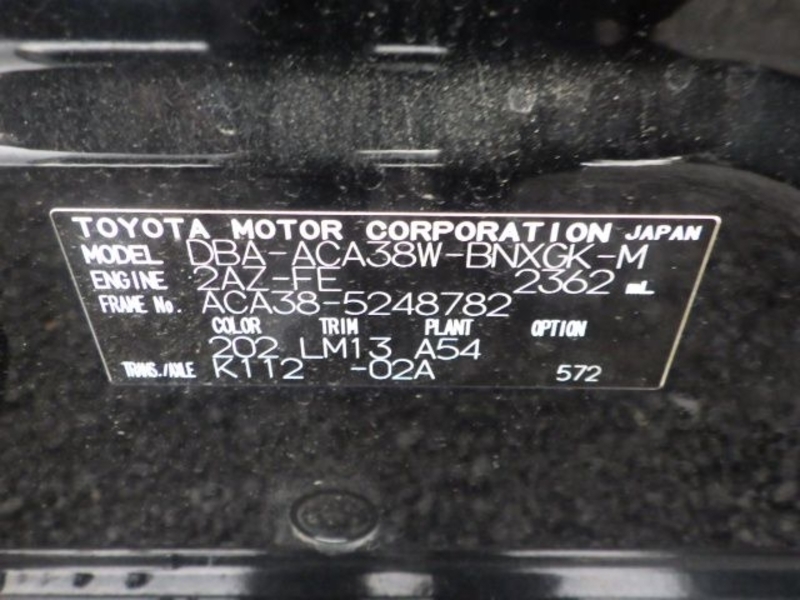 TOYOTA MOTOR CORPORATION JAPAN
MODEL DBA-ACA38W-BNXGK-M
ENGINE 2AZ-FE 2362 mL
FRAME No. ACA38-5248782
COLOR TRIM PLANT OPTION
202 LM13 A54
TRANS./AXLE K112 -02A 572